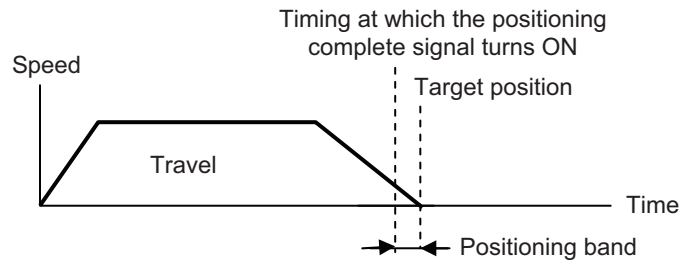 Timing at which the positioning
complete signal turns ON
Speed
Target position
Travel
Time
Positioning band